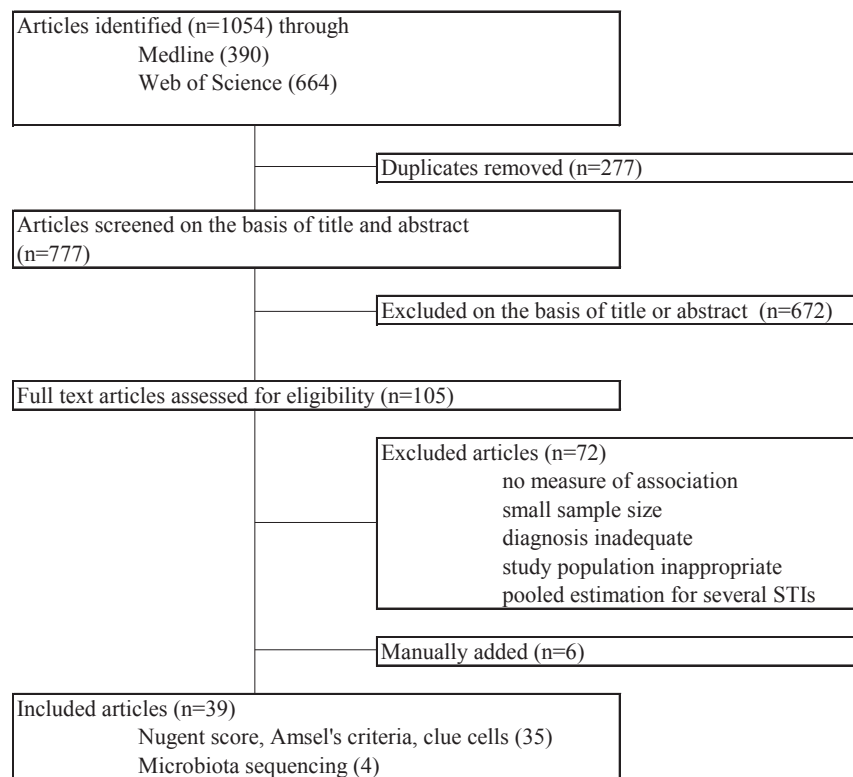 Articles identified (n=1054) through
Medline (390)
Web of Science (664)
Duplicates removed (n=277)
Articles screened on the basis of title and abstract
(n=777)
Excluded on the basis of title or abstract (n=672)
Full text articles assessed for eligibility (n=105)
Excluded articles (n=72)
no measure of association
small sample size
diagnosis inadequate
study population inappropriate
pooled estimation for several STIs
Manually added (n=6)
Included articles (n=39)
Nugent score, Amsel's criteria, clue cells (35)
Microbiota sequencing (4)